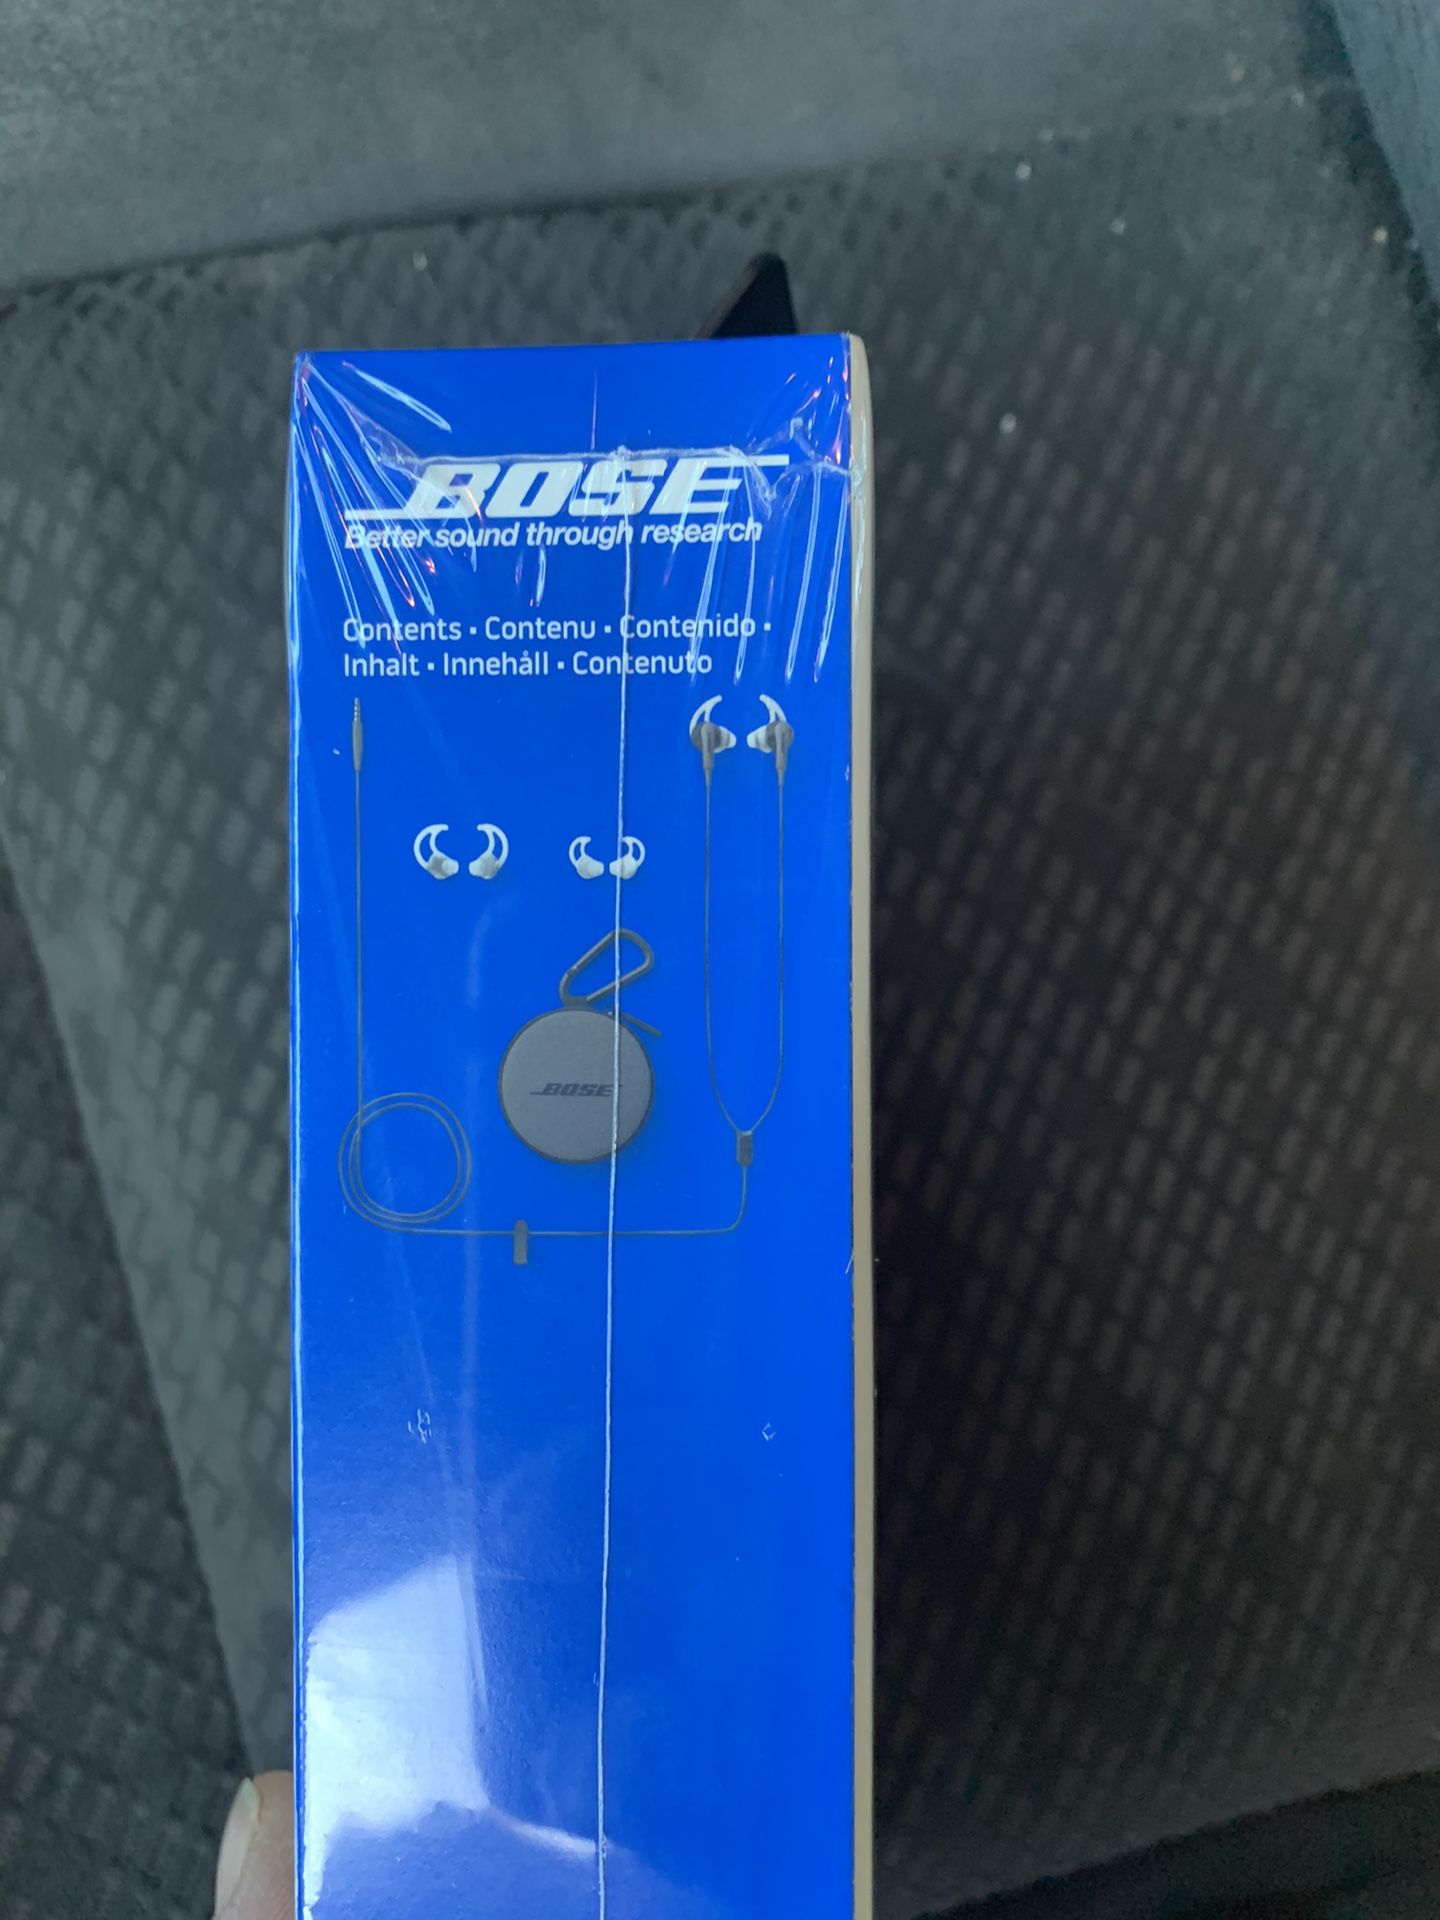 BOSE
Better sound through research
Contents · Contenu · Contenido ·
Inhalt · Innehåll · Contenuto
BOSE